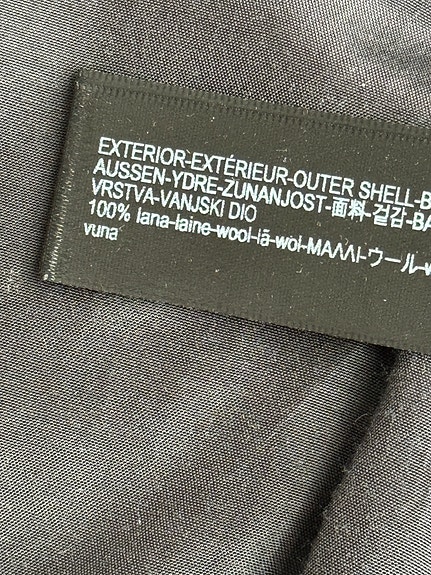 EXTERIOR-EXTÉRIEUR-OUTER SHELL-B
AUSSEN-YDRE-ZUNANJOST-面料-겉감-BA
VRSTVA-VANJSKI DIO
100% lana-laine-wool-lã-wol-ΜΑΛΛΙ-ウール-w
vuna